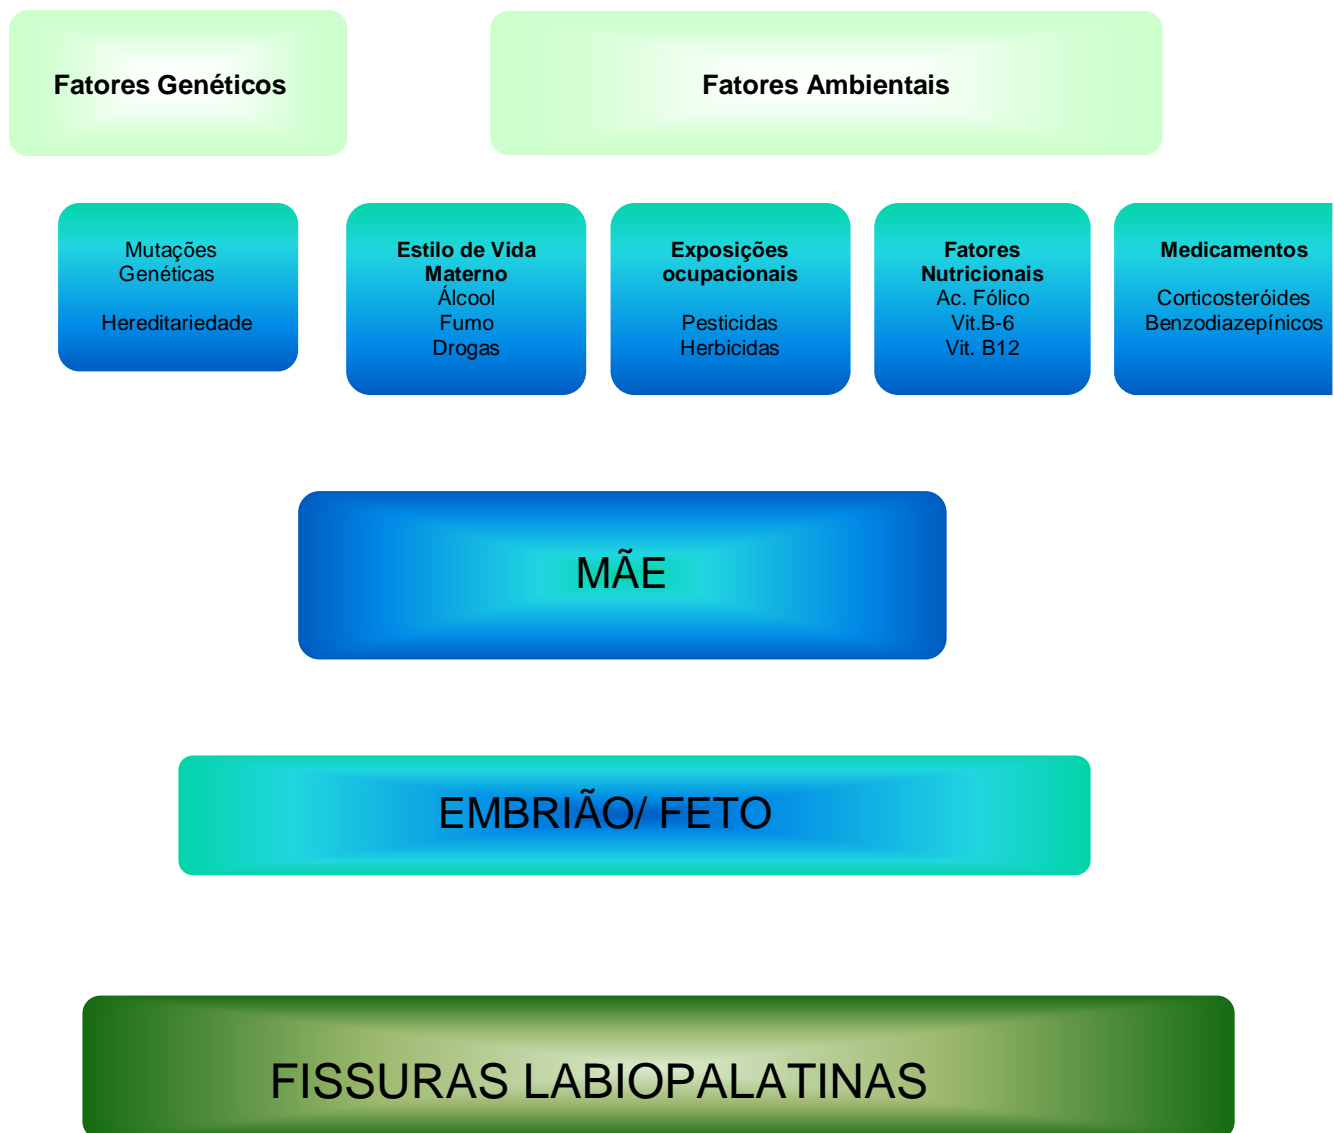 Fatores Genéticos
Fatores Ambientais
Mutações
Genéticas
Hereditariedade
Estilo de Vida
Materno
Álcool
Fumo
Drogas
Exposições
ocupacionais
Pesticidas
Herbicidas
Fatores
Nutricionais
Ac. Fólico
Vit.B-6
Vit. B12
Medicamentos
Corticosteróides
Benzodiazepínicos
MÃE
EMBRIÃO/ FETO
FISSURAS LABIOPALATINAS